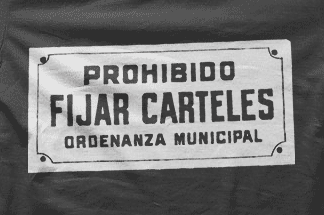 PROHIBIDO
FIJAR CARTELES
ORDENANZA MUNICIPAL